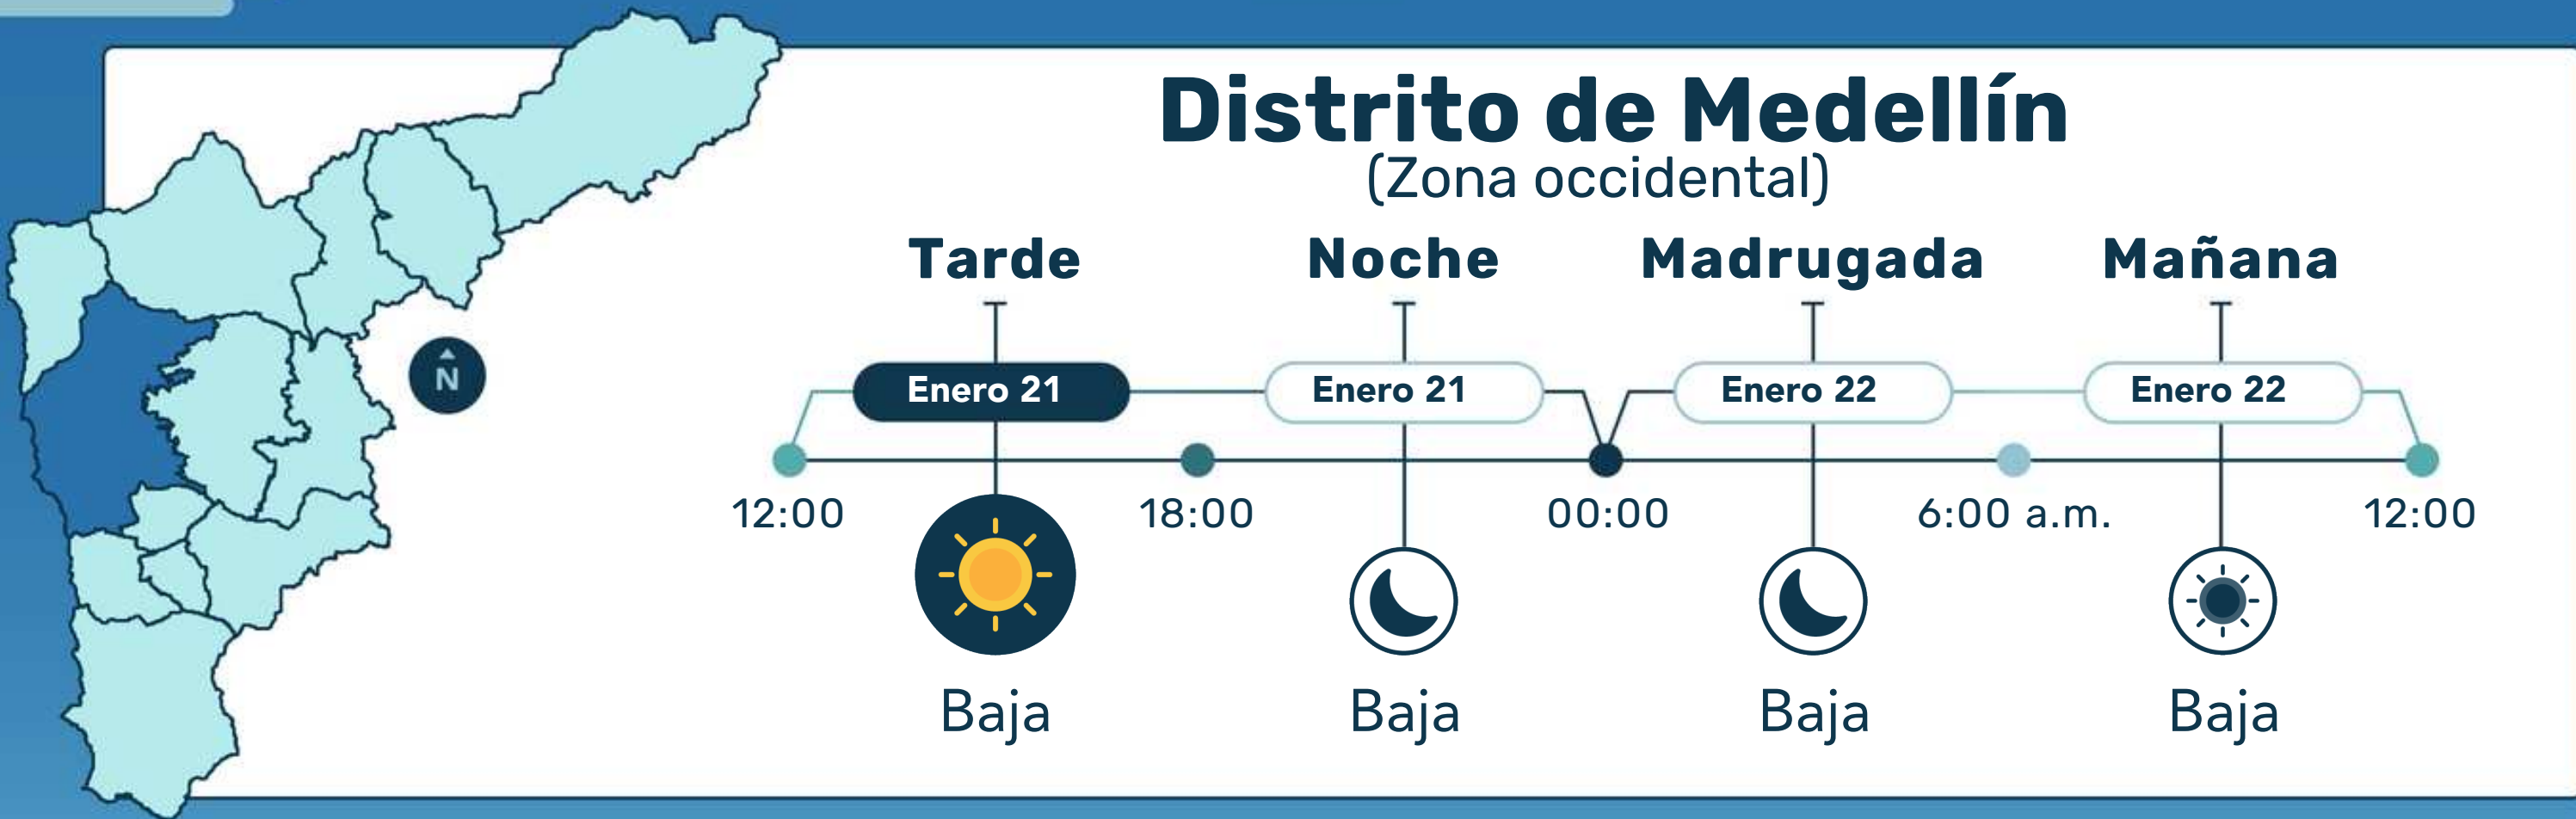 Distrito de Medellín
(Zona occidental)
Tarde Noche Madrugada Mañana
Enero 21 Enero 21 Enero 22 Enero 22
N
12:00 18:00 00:00 6:00 a.m. 12:00
Baja Baja Baja Baja